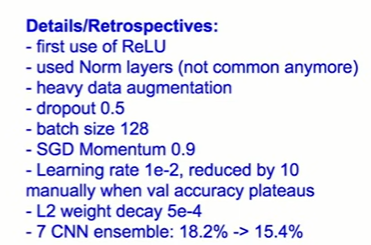 Details/Retrospectives:
- first use of ReLU
- used Norm layers (not common anymore)
- heavy data augmentation
- dropout 0.5
- batch size 128
- SGD Momentum 0.9
- Learning rate 1e-2, reduced by 10
manually when val accuracy plateaus
- L2 weight decay 5e-4
- 7 CNN ensemble: 18.2% -> 15.4%